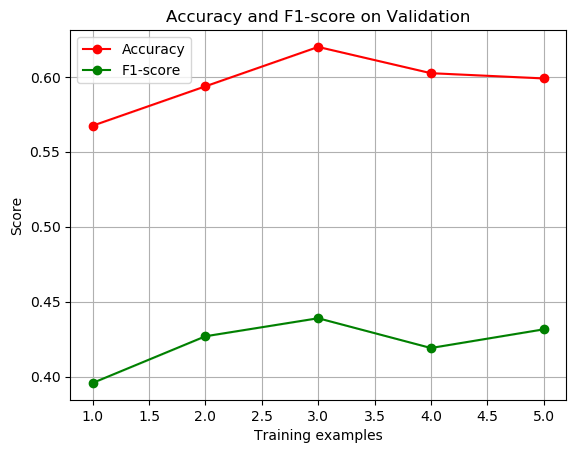 Accuracy and F1-score on Validation
Accuracy
F1-score
0.60
0.55
0.50
0.45
0.40
Score
1.0 1.5 2.0 2.5 3.0 3.5 4.0 4.5 5.0
Training examples